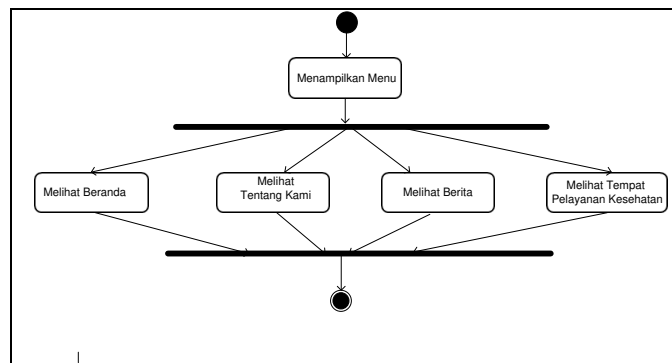 Menampilkan Menu
Melihat Beranda
Melihat
Tentang Kami
Melihat Berita
Melihat Tempat
Pelayanan Kesehatan